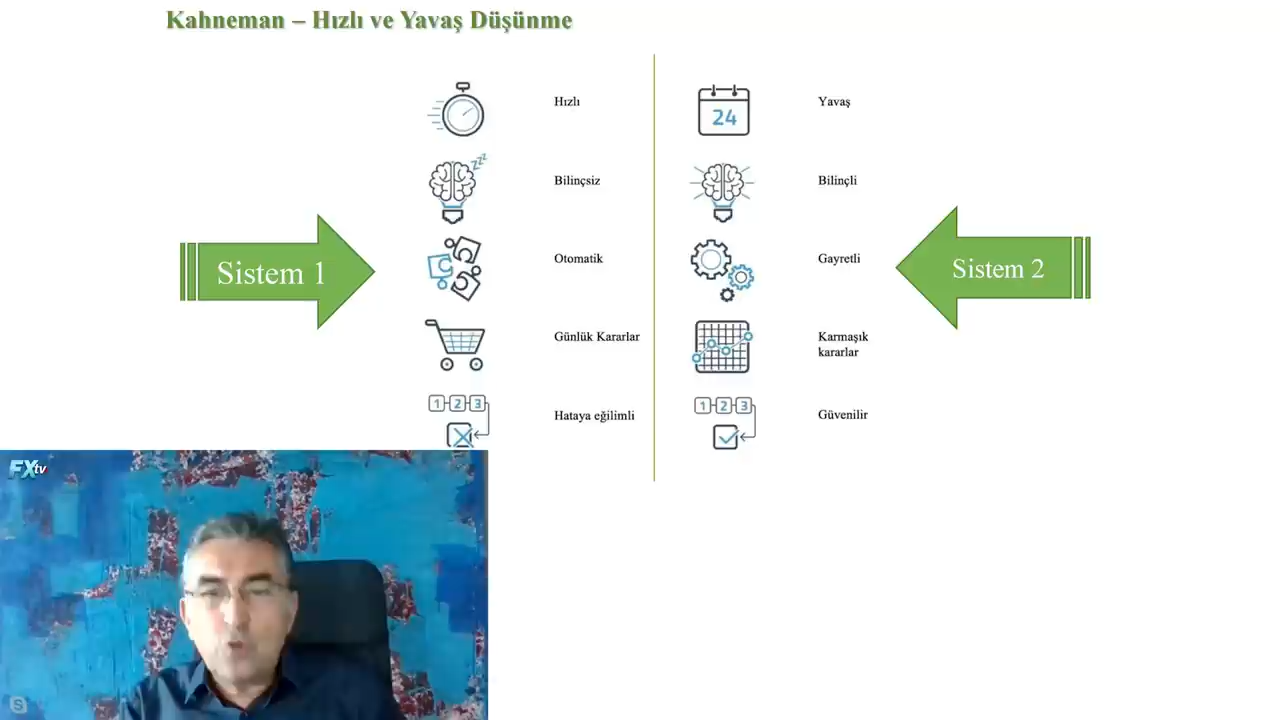 Kahneman – Hızlı ve Yavaş Düşünme
Sistem 1
Hızlı
Bilinçsiz
zzz
Otomatik
Günlük Kararlar
Hataya eğilimli
1 2 3
24
Yavaş
Bilinçli
Gayretli
Karmaşık
kararlar
Güvenilir
1 2 3
Sistem 2
FXtv
S